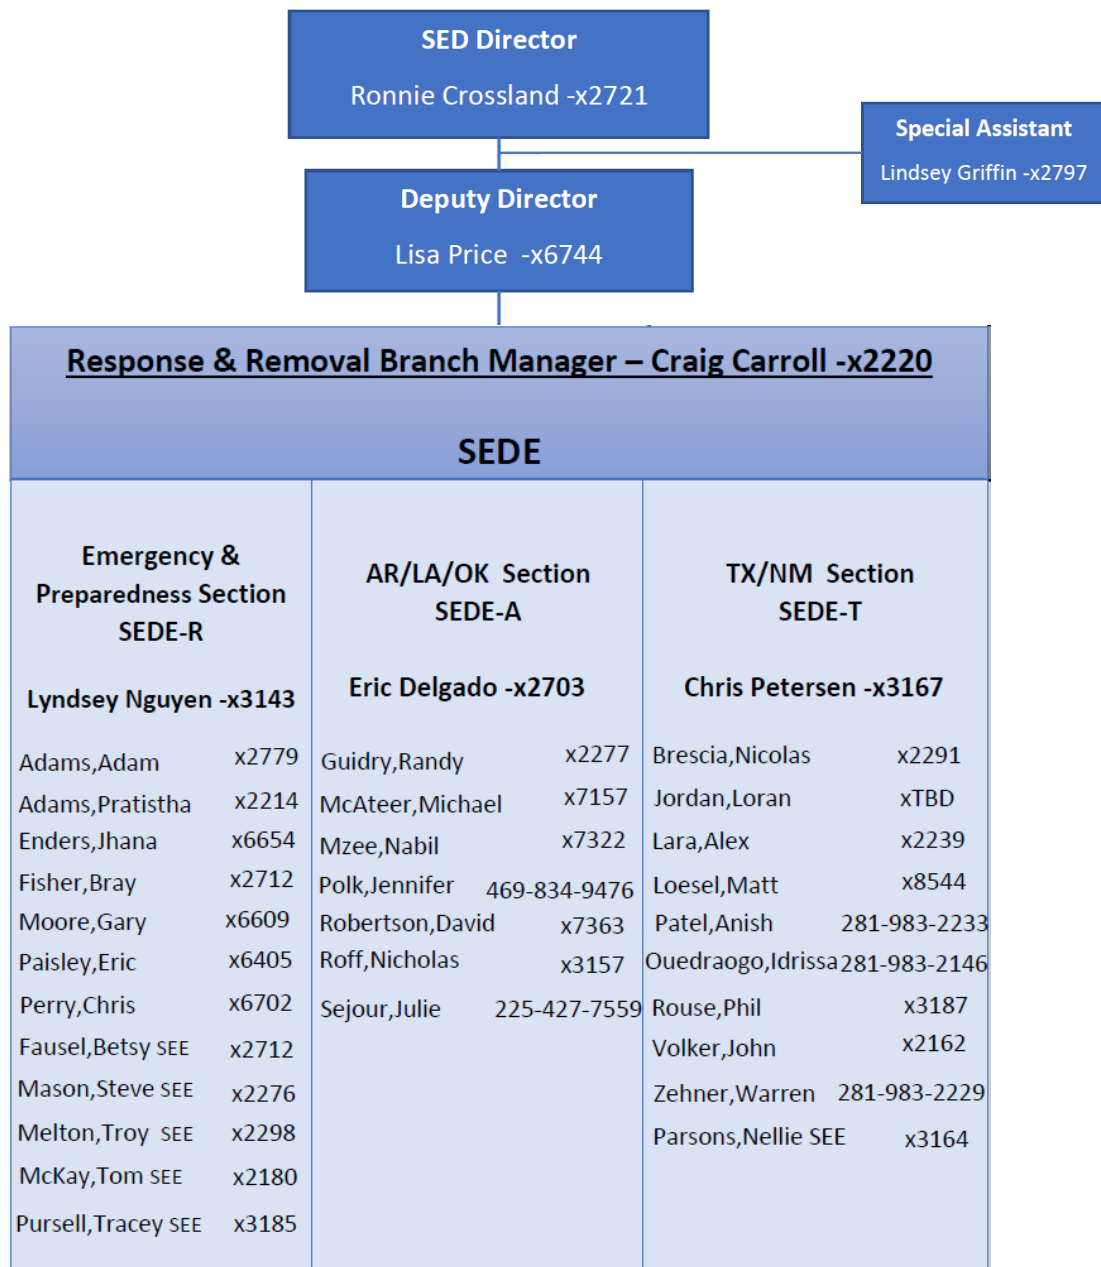 SED Director
Ronnie Crossland -x2721
Special Assistant
Lindsey Griffin -x2797
Deputy Director
Lisa Price  -x6744
Response & Removal Branch Manager – Craig Carroll -x2220
SEDE
Emergency &
Preparedness Section
SEDE-R
Lyndsey Nguyen -x3143
Adams,Adam x2779
Adams,Pratistha x2214
Enders,Jhana x6654
Fisher,Bray x2712
Moore,Gary x6609
Paisley,Eric x6405
Perry,Chris x6702
Fausel,Betsy SEE x2712
Mason,Steve SEE x2276
Melton,Troy  SEE x2298
McKay,Tom SEE x2180
Pursell,Tracey SEE x3185
AR/LA/OK  Section
SEDE-A
Eric Delgado -x2703
Guidry,Randy x2277
McAteer,Michael x7157
Mzee,Nabil x7322
Polk,Jennifer 469-834-9476
Robertson,David x7363
Roff,Nicholas x3157
Sejour,Julie 225-427-7559
TX/NM  Section
SEDE-T
Chris Petersen -x3167
Brescia,Nicolas x2291
Jordan,Loran xTBD
Lara,Alex x2239
Loesel,Matt x8544
Patel,Anish 281-983-2233
Ouedraogo,Idrissa 281-983-2146
Rouse,Phil x3187
Volker,John x2162
Zehner,Warren 281-983-2229
Parsons,Nellie SEE x3164